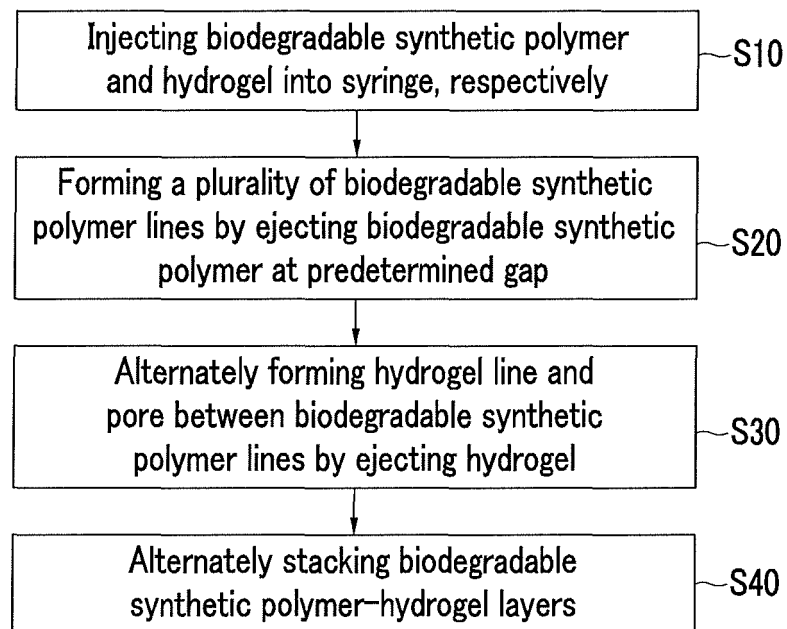 Injecting biodegradable synthetic polymer
and hydrogel into syringe, respectively
S10
Forming a plurality of biodegradable synthetic
polymer lines by ejecting biodegradable synthetic
polymer at predetermined gap
S20
Alternately forming hydrogel line and
pore between biodegradable synthetic
polymer lines by ejecting hydrogel
S30
Alternately stacking biodegradable
synthetic polymer-hydrogel layers
S40